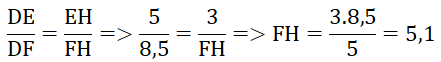 DE/DF = EH/FH => 5/8,5 = 3/FH => FH = 3.8,5/5 = 5,1